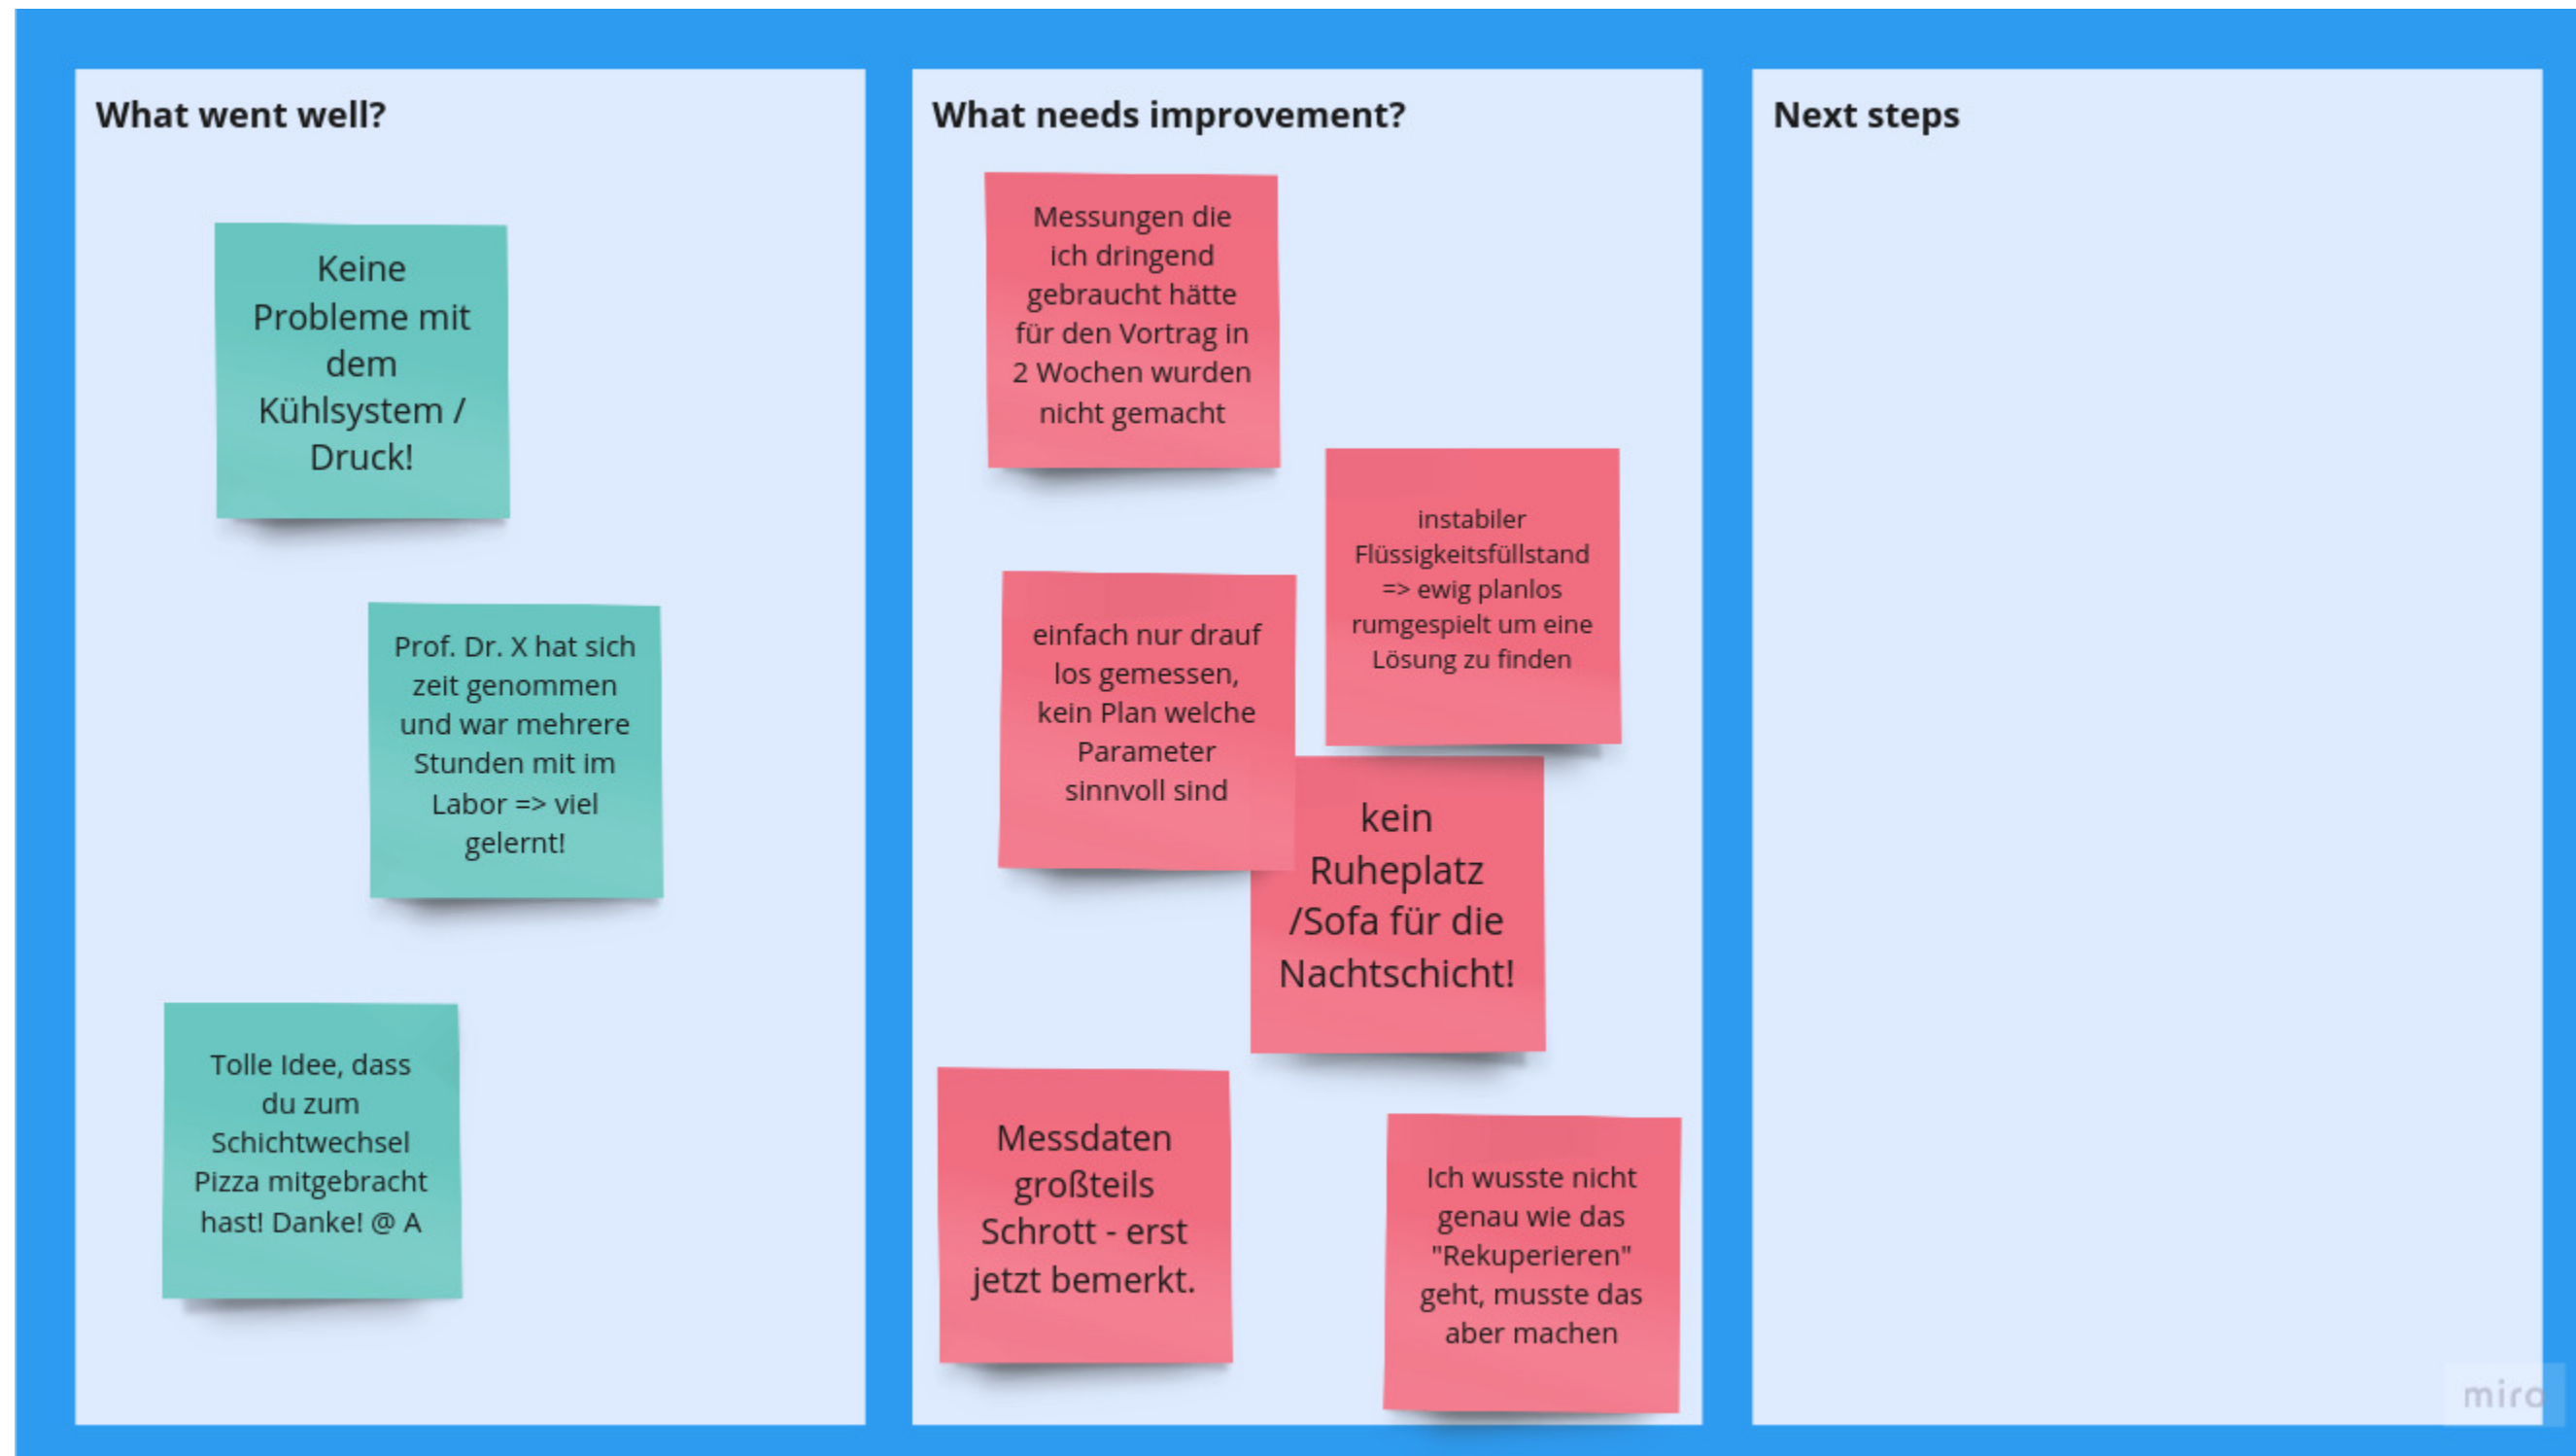 What went well?
Keine
Probleme mit
dem
Kühlsystem /
Druck!
Prof. Dr. X hat sich
zeit genommen
und war mehrere
Stunden mit im
Labor => viel
gelernt!
Tolle Idee, dass
du zum
Schichtwechsel
Pizza mitgebracht
hast! Danke! @ A
What needs improvement?
Messungen die
ich dringend
gebraucht hätte
für den Vortrag in
2 Wochen wurden
nicht gemacht
instabiler
Flüssigkeitsfüllstand
=> ewig planlos
rumgespielt um eine
Lösung zu finden
einfach nur drauf
los gemessen,
kein Plan welche
Parameter
sinnvoll sind
kein
Ruheplatz
/Sofa für die
Nachtschicht!
Messdaten
großteils
Schrott - erst
jetzt bemerkt.
Ich wusste nicht
genau wie das
"Rekuperieren"
geht, musste das
aber machen
Next steps
miro